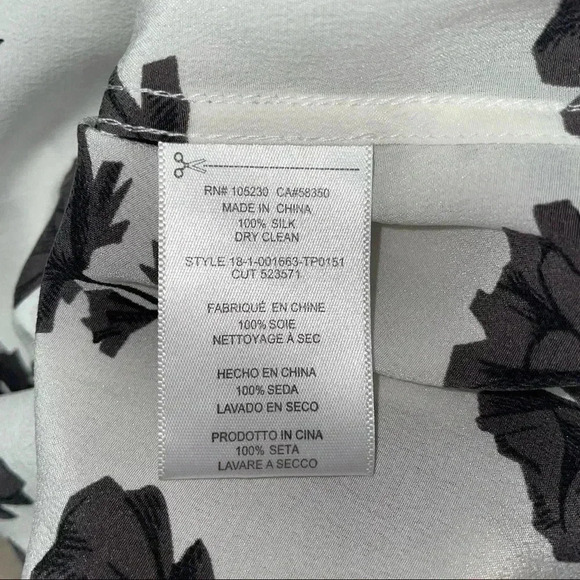 RN# 105230 CA#58350
MADE IN CHINA
100% SILK
DRY CLEAN
STYLE 18-1-001663-TP0151
CUT 523571
FABRIQUÉ EN CHINE
100% SOIE
NETTOYAGE À SEC
HECHO EN CHINA
100% SEDA
LAVADO EN SECO
PRODOTTO IN CINA
100% SETA
LAVARE A SECCO